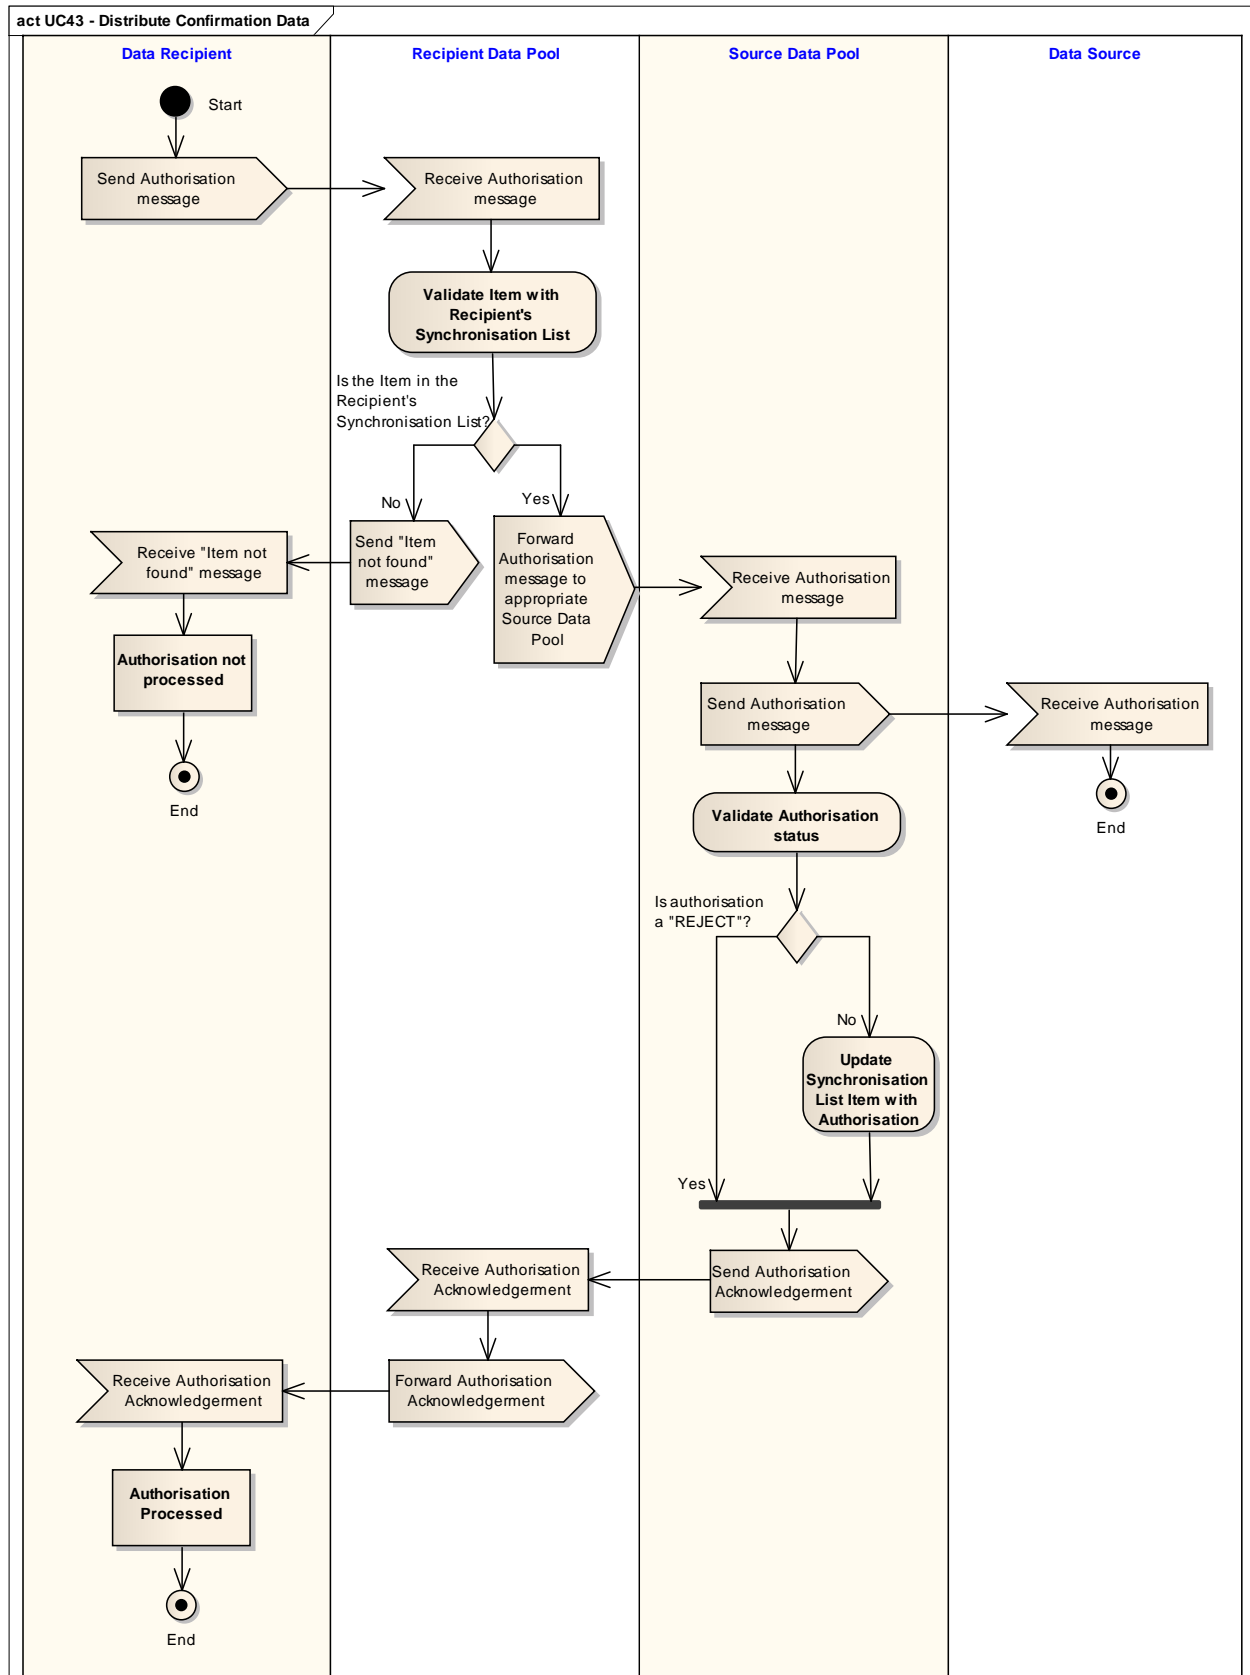 act UC43 - Distribute Confirmation Data
Data Recipient
Recipient Data Pool
Source Data Pool
Data Source
Start
Send Authorisation
message
Receive Authorisation
message
Validate Item with
Recipient's
Synchronisation List
Is the Item in the
Recipient's
Synchronisation List?
No
Yes
Receive "Item not
found" message
Send "Item
not found"
message
Forward
Authorisation
message to
appropriate
Source Data
Pool
Receive Authorisation
message
Authorisation not
processed
End
Send Authorisation
message
Receive Authorisation
message
End
Validate Authorisation
status
Is authorisation
a "REJECT"?
No
Update
Synchronisation
List Item with
Authorisation
Yes
Receive Authorisation
Acknowledgerment
Send Authorisation
Acknowledgerment
Receive Authorisation
Acknowledgerment
Forward Authorisation
Acknowledgerment
Authorisation
Processed
End